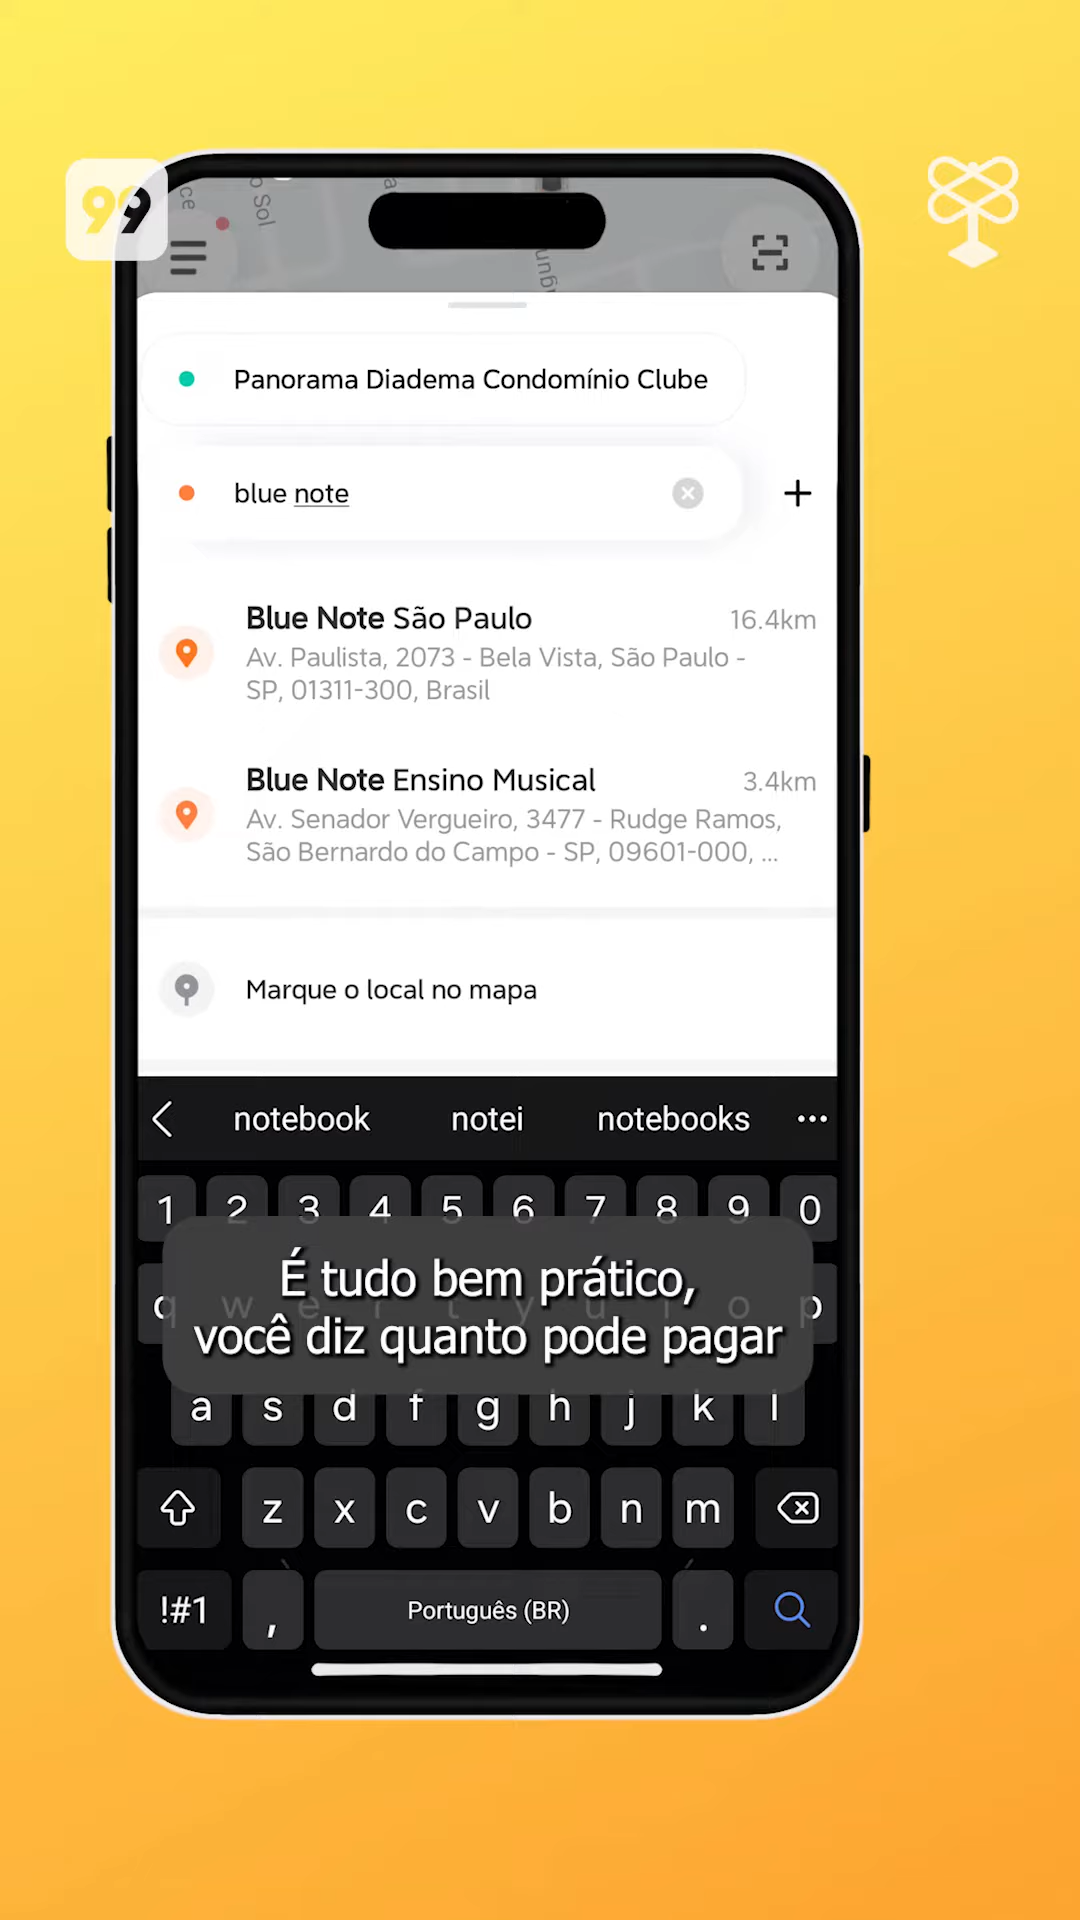 99
ce
o Sol
Panorama Diadema Condomínio Clube
blue note
Blue Note São Paulo
16.4km
Av. Paulista, 2073 - Bela Vista, São Paulo -
SP, 01311-300, Brasil
Blue Note Ensino Musical
3.4km
Av. Senador Vergueiro, 3477 - Rudge Ramos,
São Bernardo do Campo - SP, 09601-000, ...
Marque o local no mapa
notebook notei notebooks ...
1 2 3 4 5 6 7 8 9 0
q w e r t y u i o p
É tudo bem prático,
você diz quanto pode pagar
a s d f g h j k l
z x c v b n m
!#1 , Português (BR) .